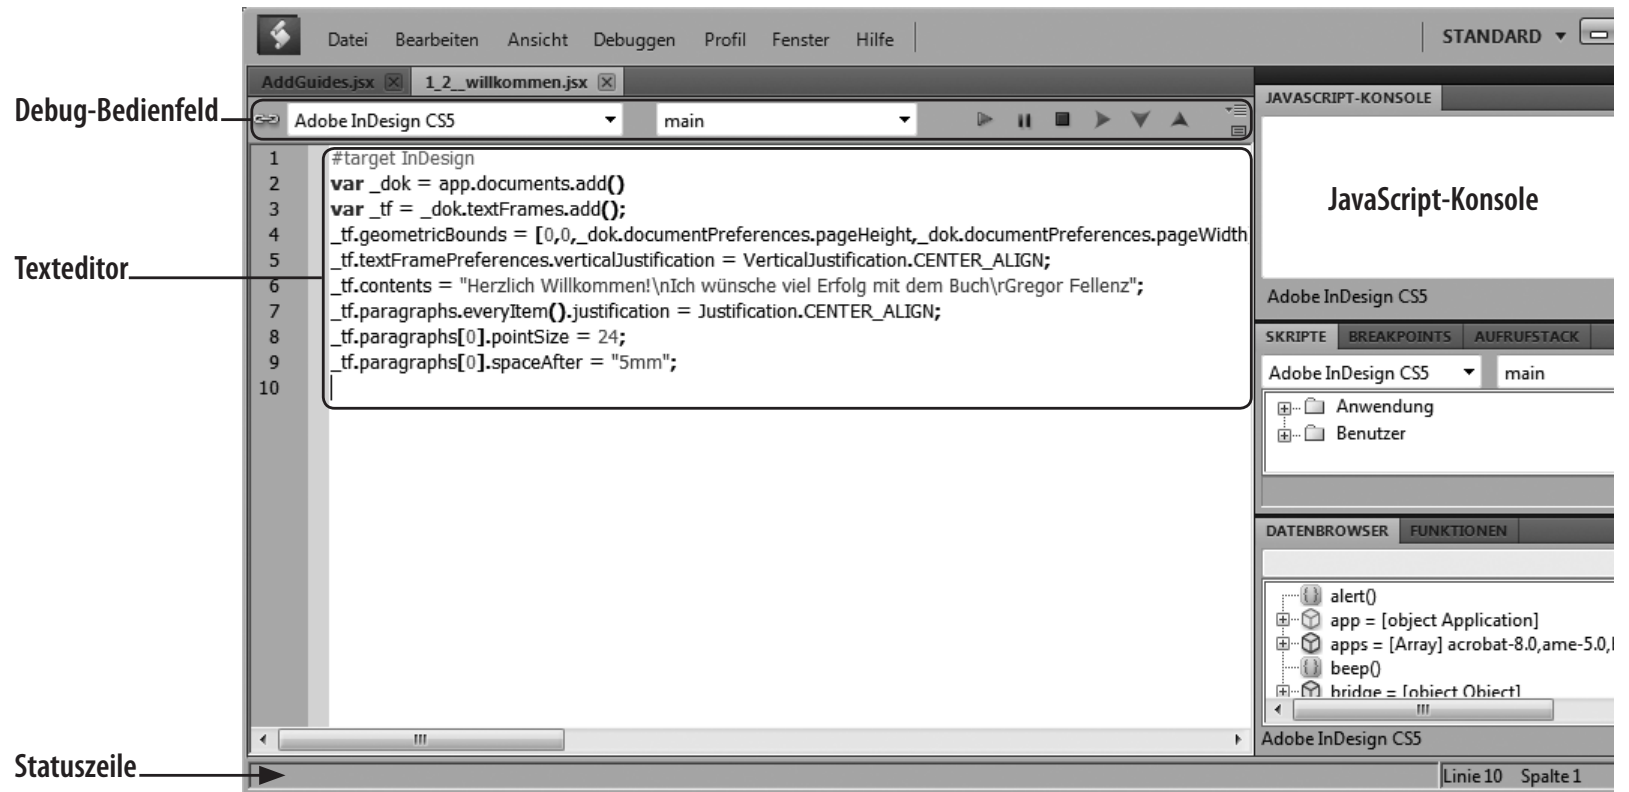 Datei Bearbeiten Ansicht Debuggen Profil Fenster Hilfe STANDARD
AddGuides.jsx 1_2__willkommen.jsx
Debug-Bedienfeld
Adobe InDesign CS5 main
1 #target InDesign
2 var _dok = app.documents.add()
3 var _tf = _dok.textFrames.add();
4 _tf.geometricBounds = [0,0,_dok.documentPreferences.pageHeight,_dok.documentPreferences.pageWidth
5 _tf.textFramePreferences.verticalJustification = VerticalJustification.CENTER_ALIGN;
Texteditor
6 _tf.contents = "Herzlich Willkommen!\nIch wünsche viel Erfolg mit dem Buch\rGregor Fellenz";
7 _tf.paragraphs.everyItem().justification = Justification.CENTER_ALIGN;
8 _tf.paragraphs[0].pointSize = 24;
9 _tf.paragraphs[0].spaceAfter = "5mm";
10
JAVASCRIPT-KONSOLE
JavaScript-Konsole
Adobe InDesign CS5
SKRIPTE BREAKPOINTS AUFRUFSTACK
Adobe InDesign CS5 main
Anwendung
Benutzer
DATENBROWSER FUNKTIONEN
alert()
app = [object Application]
apps = [Array] acrobat-8.0,ame-5.0,
beep()
bridge = [object Object]
Adobe InDesign CS5
Statuszeile
Linie 10 Spalte 1